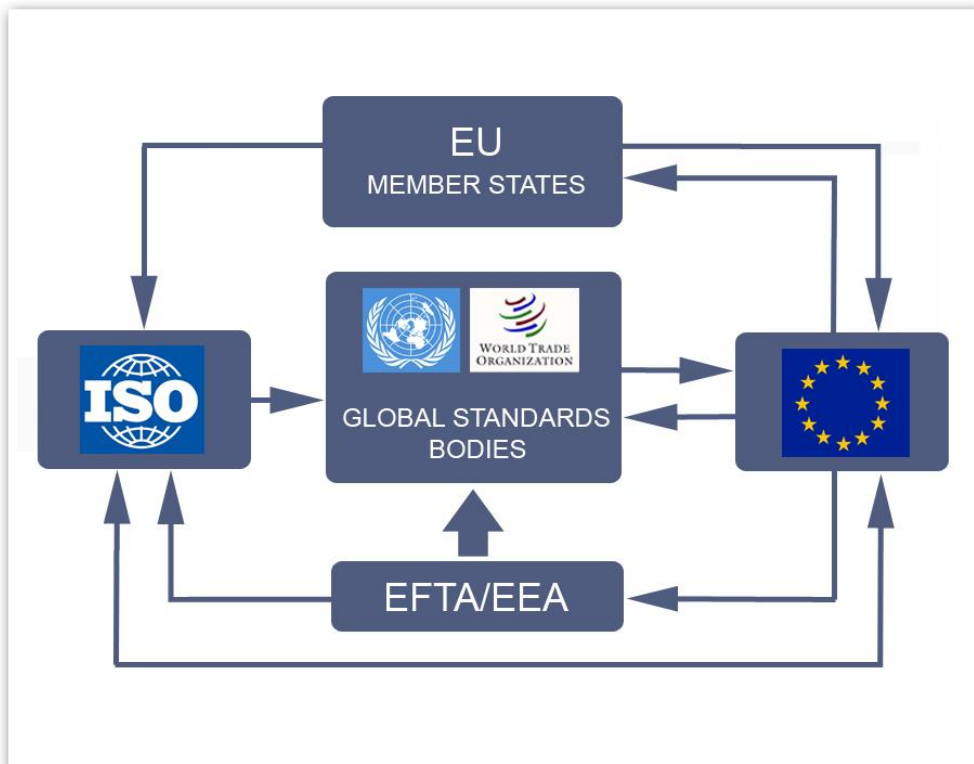 EU
MEMBER STATES
WORLD TRADE
ORGANIZATION
ISO
GLOBAL STANDARDS
BODIES
EFTA/EEA